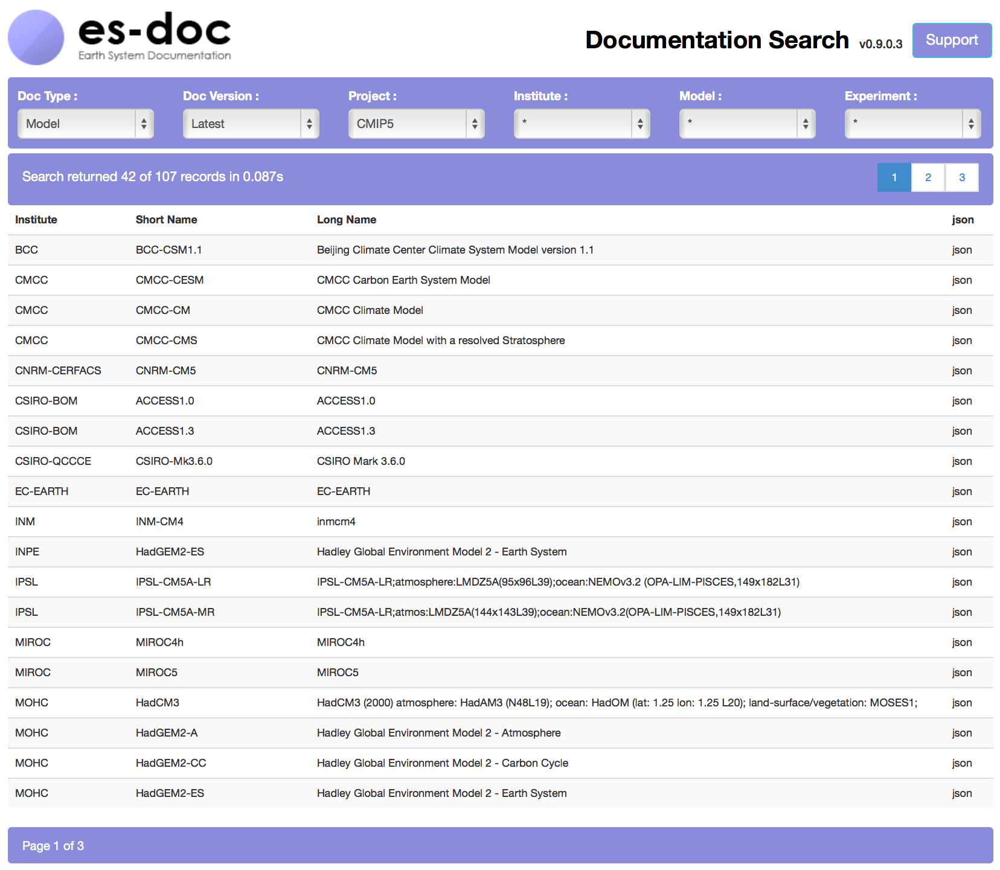 es-doc
Earth System Documentation
Documentation Search v0.9.0.3 Support
Doc Type : Doc Version : Project : Institute : Model : Experiment :
Model Latest CMIP5 * * *
Search returned 42 of 107 records in 0.087s 1 2 3
Institute Short Name Long Name json
BCC BCC-CSM1.1 Beijing Climate Center Climate System Model version 1.1 json
CMCC CMCC-CESM CMCC Carbon Earth System Model json
CMCC CMCC-CM CMCC Climate Model json
CMCC CMCC-CMS CMCC Climate Model with a resolved Stratosphere json
CNRM-CERFACS CNRM-CM5 CNRM-CM5 json
CSIRO-BOM ACCESS1.0 ACCESS1.0 json
CSIRO-BOM ACCESS1.3 ACCESS1.3 json
CSIRO-QCCCE CSIRO-Mk3.6.0 CSIRO Mark 3.6.0 json
EC-EARTH EC-EARTH EC-EARTH json
INM INM-CM4 inmcm4 json
INPE HadGEM2-ES Hadley Global Environment Model 2 - Earth System json
IPSL IPSL-CM5A-LR IPSL-CM5A-LR;atmosphere:LMDZ5A(95x96L39);ocean:NEMOv3.2 (OPA-LIM-PISCES,149x182L31) json
IPSL IPSL-CM5A-MR IPSL-CM5A-LR;atmos:LMDZ5A(144x143L39);ocean:NEMOv3.2(OPA-LIM-PISCES,149x182L31) json
MIROC MIROC4h MIROC4h json
MIROC MIROC5 MIROC5 json
MOHC HadCM3 HadCM3 (2000) atmosphere: HadAM3 (N48L19); ocean: HadOM (lat: 1.25 lon: 1.25 L20); land-surface/vegetation: MOSES1; json
MOHC HadGEM2-A Hadley Global Environment Model 2 - Atmosphere json
MOHC HadGEM2-CC Hadley Global Environment Model 2 - Carbon Cycle json
MOHC HadGEM2-ES Hadley Global Environment Model 2 - Earth System json
Page 1 of 3